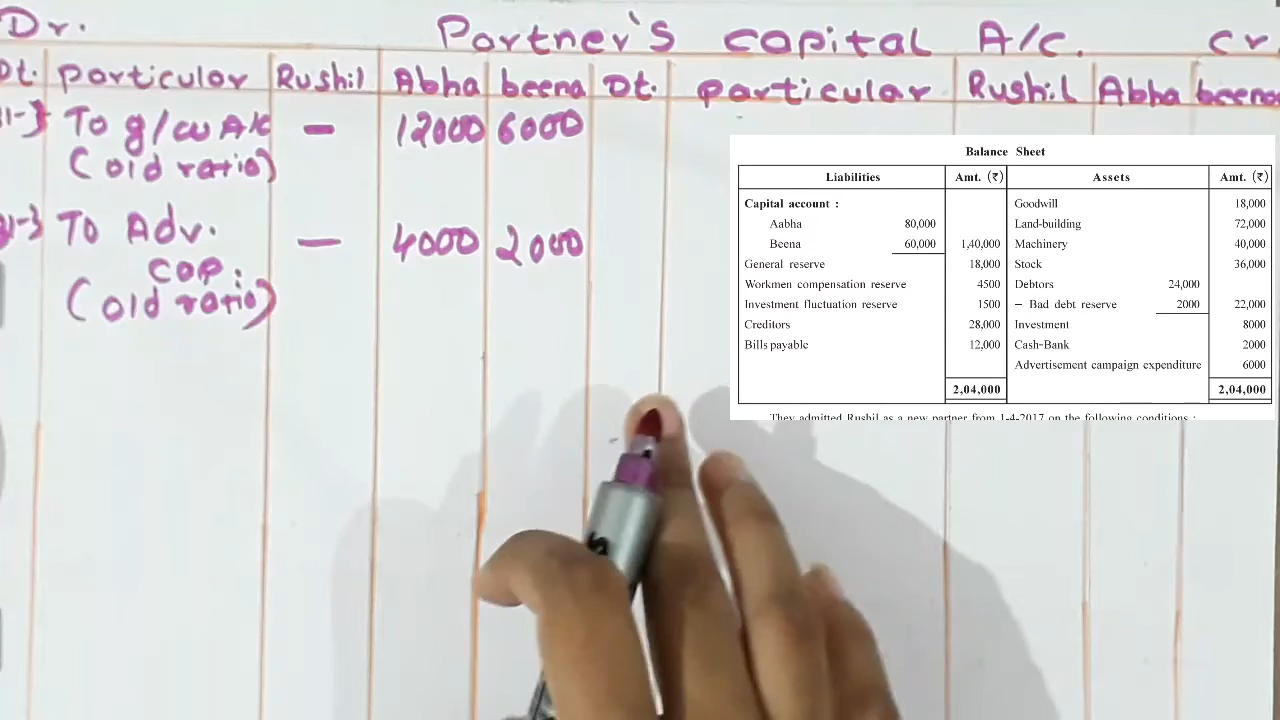 Dr. Partner's capital A/c. cr
Dt. particular Rushil Abha beena Dt. particular Rushil Abha beena
To g/w A/c — 12000 6000
(old ratio)
To Adv. — 4000 2000
cap.
(old ratio)
Balance Sheet
Liabilities Amt. (₹) Assets Amt. (₹)
Capital account : Goodwill 18,000
Aabha 80,000 Land-building 72,000
Beena 60,000 1,40,000 Machinery 40,000
General reserve 18,000 Stock 36,000
Workmen compensation reserve 4500 Debtors 24,000
Investment fluctuation reserve 1500 – Bad debt reserve 2000 22,000
Creditors 28,000 Investment 8000
Bills payable 12,000 Cash-Bank 2000
Advertisement campaign expenditure 6000
2,04,000 2,04,000
They admitted Rushil as a new partner from 1-4-2017 on the following conditions :